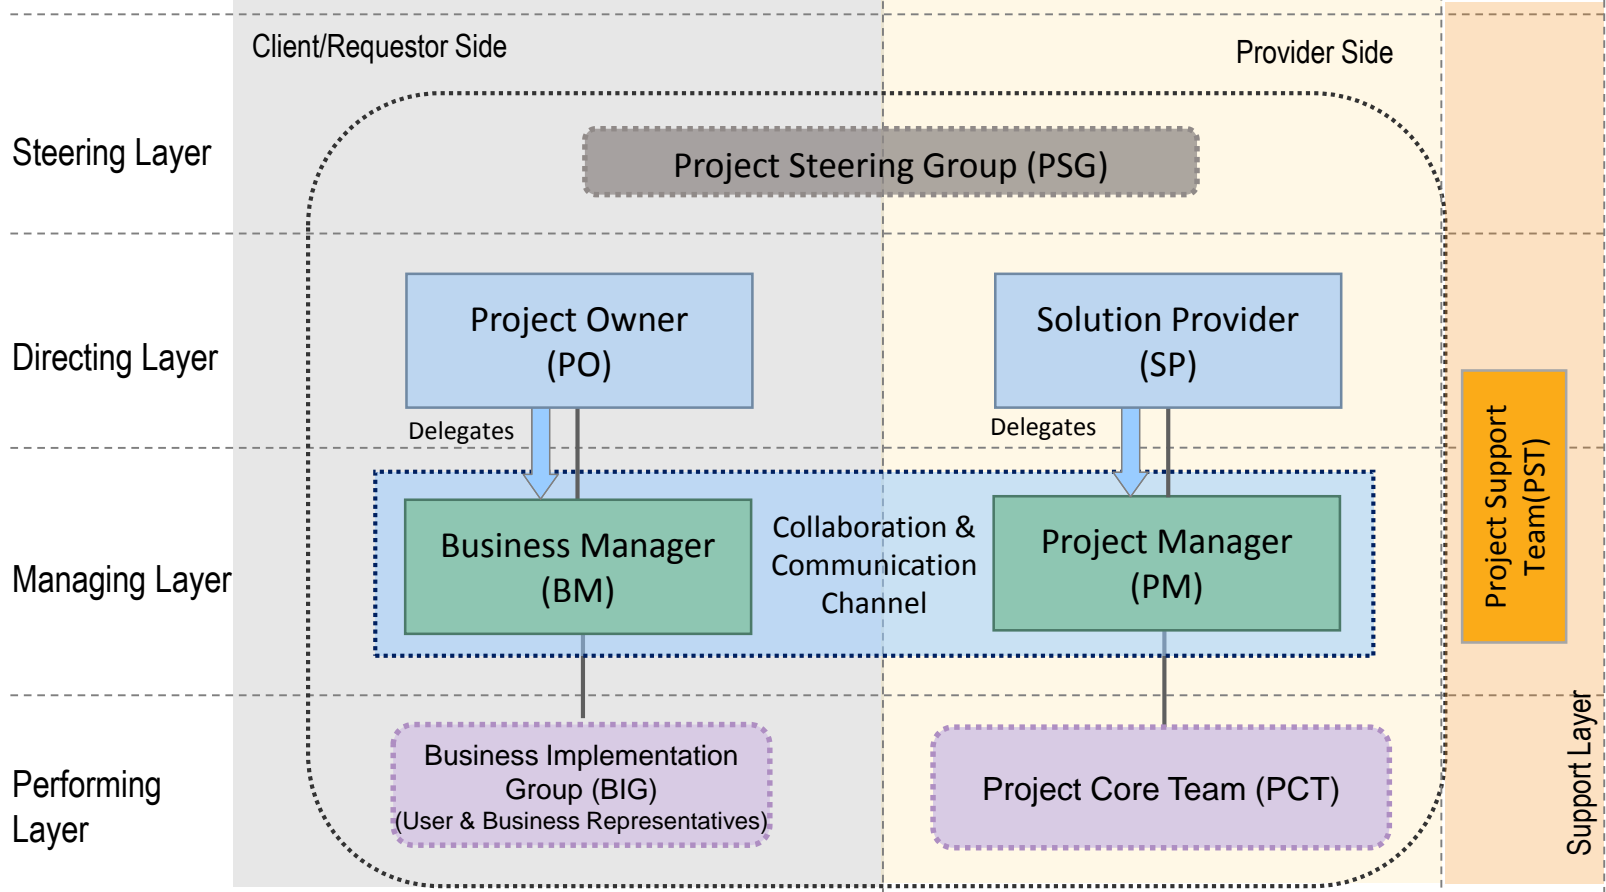 Client/Requestor Side
Provider Side
Steering Layer
Project Steering Group (PSG)
Directing Layer
Project Owner
(PO)
Solution Provider
(SP)
Delegates
Delegates
Managing Layer
Business Manager
(BM)
Collaboration &
Communication
Channel
Project Manager
(PM)
Project Support
Team(PST)
Performing
Layer
Business Implementation
Group (BIG)
(User & Business Representatives)
Project Core Team (PCT)
Support Layer